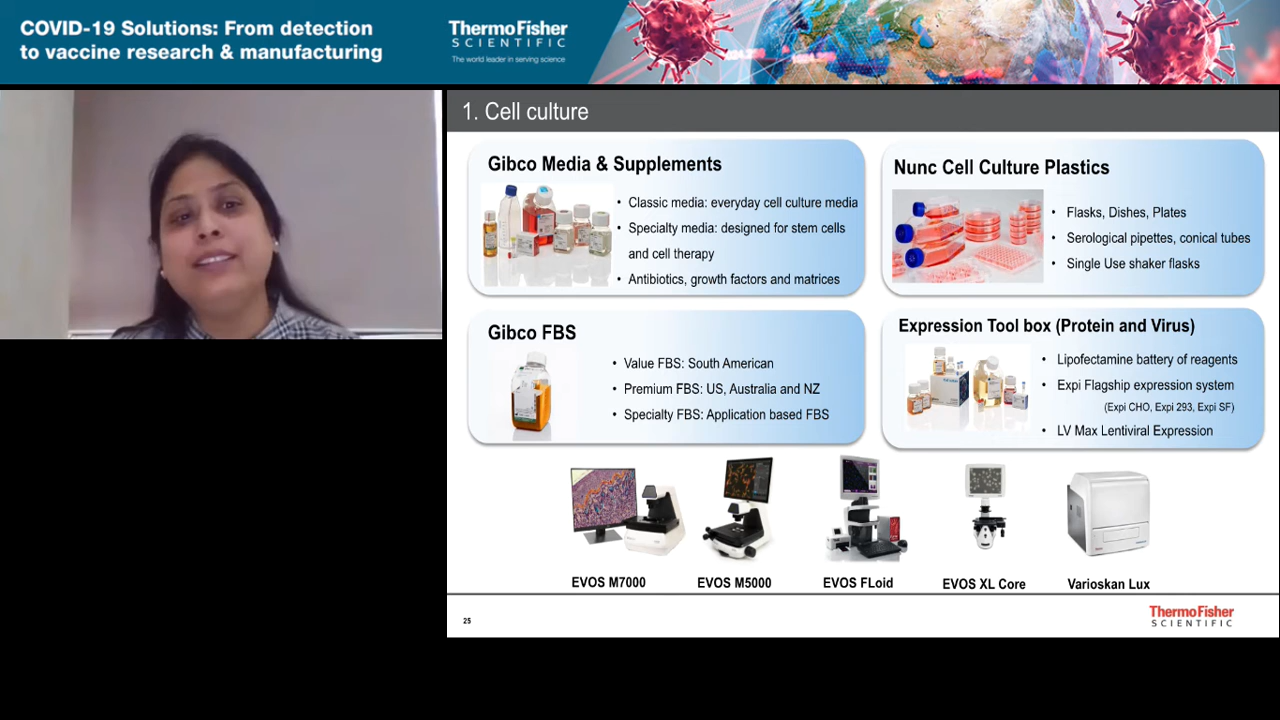 COVID-19 Solutions: From detection
to vaccine research & manufacturing
ThermoFisher
SCIENTIFIC
The world leader in serving science
1. Cell culture
Gibco Media & Supplements
• Classic media: everyday cell culture media
• Specialty media: designed for stem cells
and cell therapy
• Antibiotics, growth factors and matrices
Nunc Cell Culture Plastics
• Flasks, Dishes, Plates
• Serological pipettes, conical tubes
• Single Use shaker flasks
Gibco FBS
• Value FBS: South American
• Premium FBS: US, Australia and NZ
• Specialty FBS: Application based FBS
Expression Tool box (Protein and Virus)
• Lipofectamine battery of reagents
• Expi Flagship expression system
(Expi CHO, Expi 293, Expi SF)
• LV Max Lentiviral Expression
EVOS M7000
EVOS M5000
EVOS FLoid
EVOS XL Core
Varioskan Lux
25
ThermoFisher
SCIENTIFIC